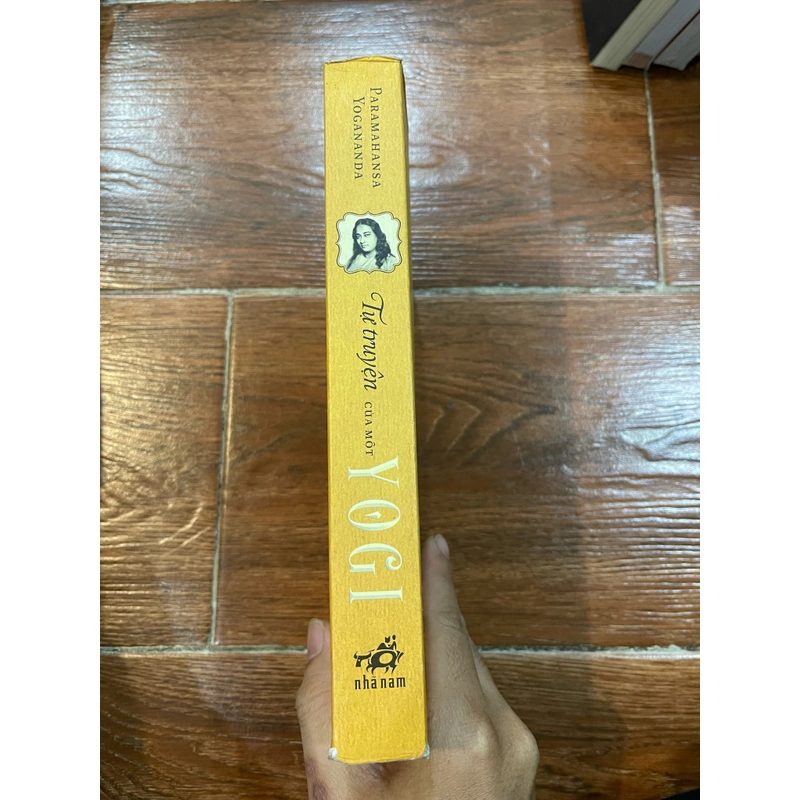 PARAMAHANSA
YOGANANDA
Tự truyện
CỦA MỘT
YOGI
nhã nam